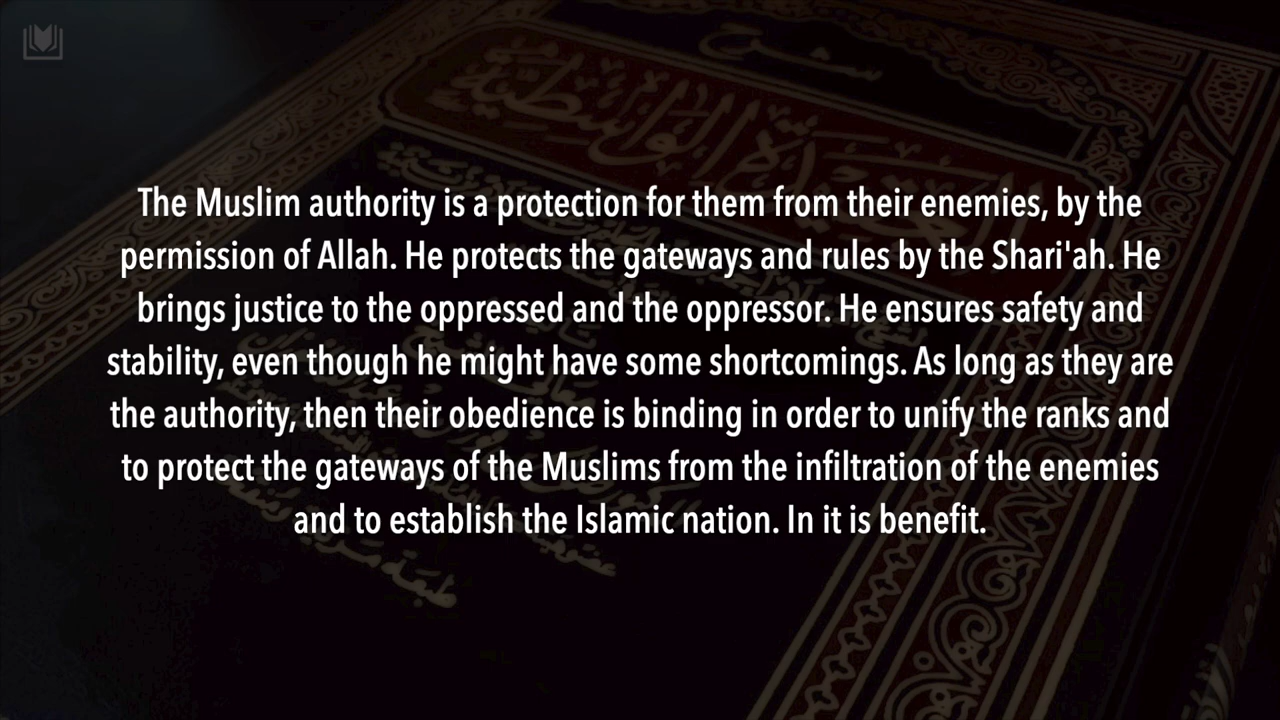 شرح
العقيدة الواسطية
The Muslim authority is a protection for them from their enemies, by the
permission of Allah. He protects the gateways and rules by the Shari'ah. He
brings justice to the oppressed and the oppressor. He ensures safety and
stability, even though he might have some shortcomings. As long as they are
the authority, then their obedience is binding in order to unify the ranks and
to protect the gateways of the Muslims from the infiltration of the enemies
and to establish the Islamic nation. In it is benefit.